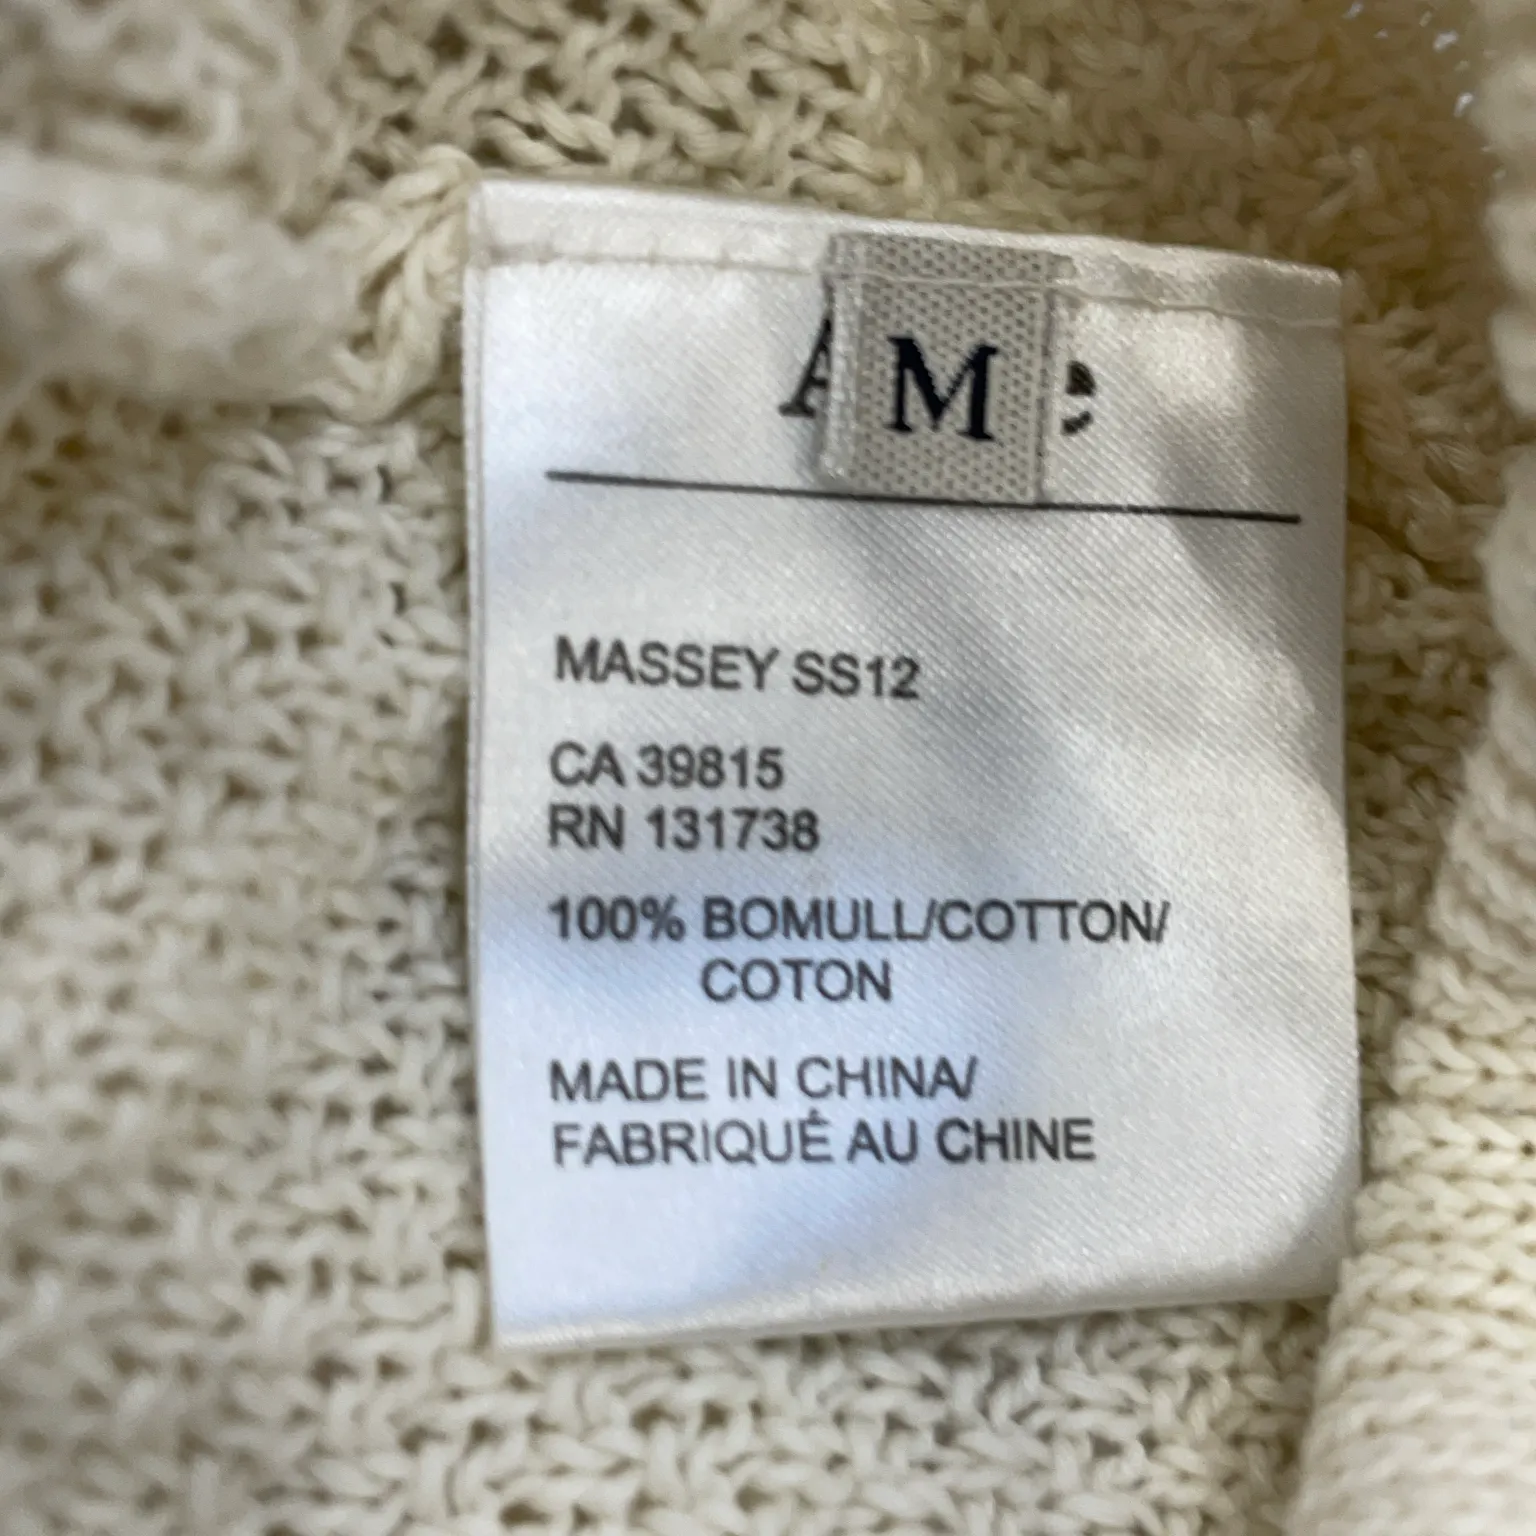 M
MASSEY SS12
CA 39815
RN 131738
100% BOMULL/COTTON/
COTON
MADE IN CHINA/
FABRIQUÉ AU CHINE